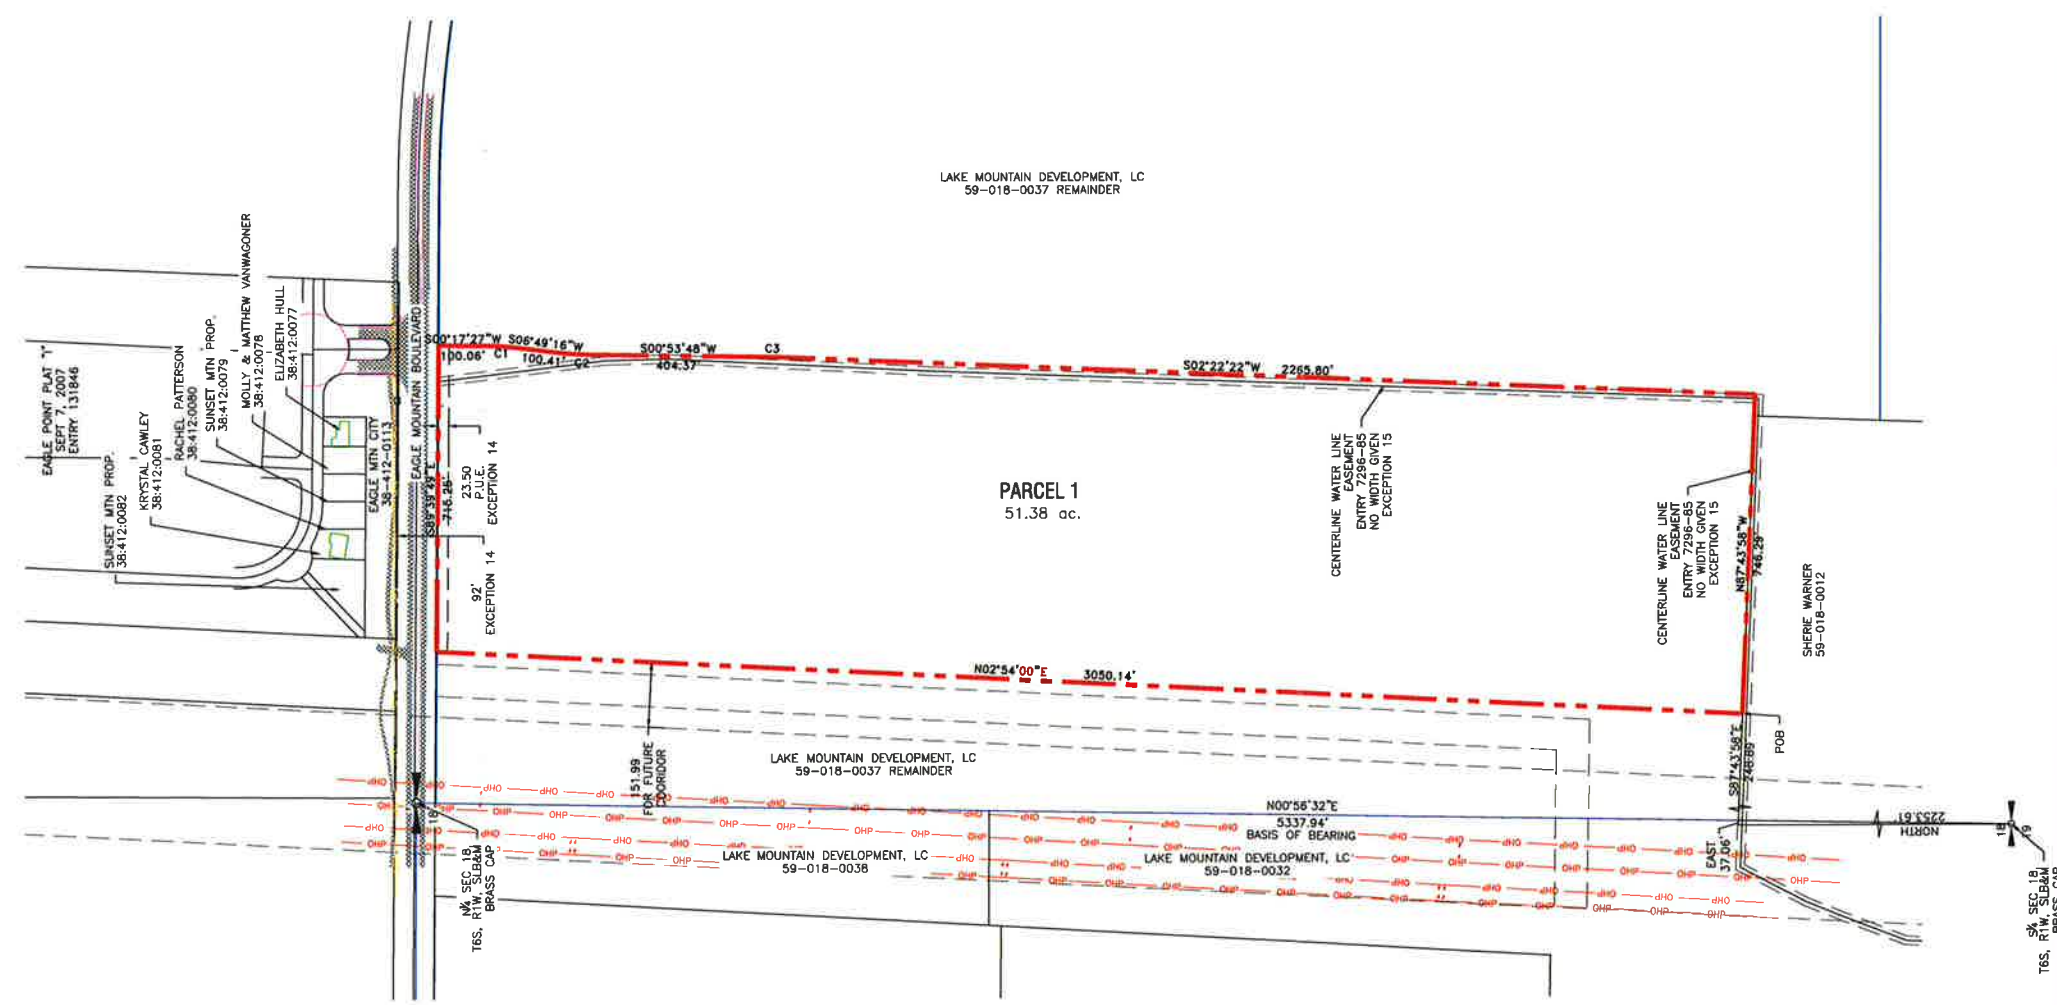 LAKE MOUNTAIN DEVELOPMENT, LC
59-018-0037 REMAINDER
EAGLE POINT PLAT "I"
SEPT 7, 2007
ENTRY 131846
SUNSET MTN PROP.
38:412:0082
KRYSTAL CAWLEY
38:412:0081
RACHEL PATTERSON
38:412:0080
SUNSET MTN PROP.
38:412:0079
MOLLY & MATTHEW VANWAGONER
38:412:0078
ELIZABETH HULL
38:412:0077
EAGLE MTN CITY
38-412-0113
EAGLE MOUNTAIN BOULEVARD
S00°17'27"W
100.06'
C1
S06°49'16"W
100.41'
C2
S00°53'48"W
404.37'
C3
S02°22'22"W 2265.80'
S89°39'49"E
23.50
P.U.E.
EXCEPTION 14
92'
EXCEPTION 14
PARCEL 1
51.38 ac.
CENTERLINE WATER LINE
EASEMENT
ENTRY 7296-85
NO WIDTH GIVEN
EXCEPTION 15
CENTERLINE WATER LINE
EASEMENT
ENTRY 7296-85
NO WIDTH GIVEN
EXCEPTION 15
N87°43'58"W
746.29'
SHERIE WARNER
59-018-0012
N02°54'00"E 3050.14'
151.99
FOR FUTURE
CORRIDOR
LAKE MOUNTAIN DEVELOPMENT, LC
59-018-0037 REMAINDER
S87°43'58"E
248.89
POB
N00°56'32"E
5337.94'
BASIS OF BEARING
LAKE MOUNTAIN DEVELOPMENT, LC
59-018-0038
LAKE MOUNTAIN DEVELOPMENT, LC
59-018-0032
EAST
37.06'
NORTH
2253.61'
18
19
18
N¼ SEC 18,
T6S, R1W, SLB&M
BRASS CAP
S¼ SEC 18,
T6S, R1W, SLB&M
BRASS CAP
OHP